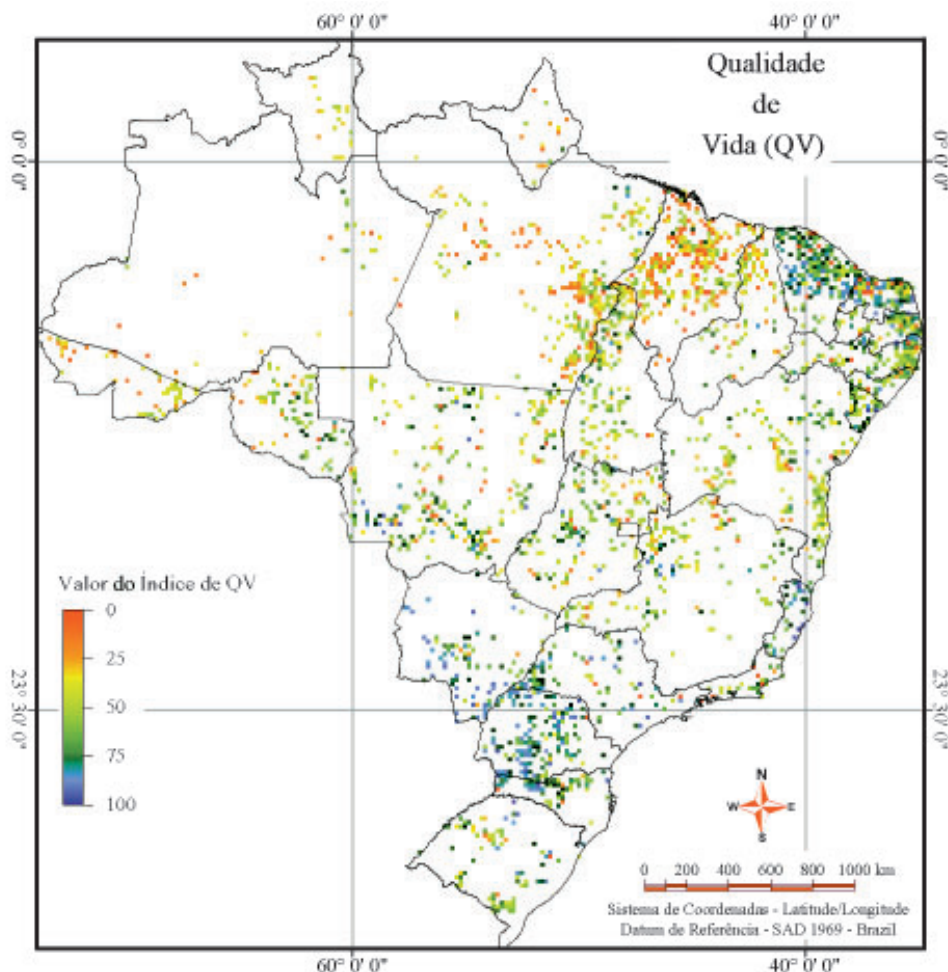 60° 0' 0"
40° 0' 0"
Qualidade
de
Vida (QV)
0° 0' 0"
0° 0' 0"
Valor do Índice de QV
0
25
50
75
100
23° 30' 0"
23° 30' 0"
N
W
E
S
0 200 400 600 800 1000 km
Sistema de Coordenadas - Latitude/Longitude
Datum de Referência - SAD 1969 - Brazil
60° 0' 0"
40° 0' 0"